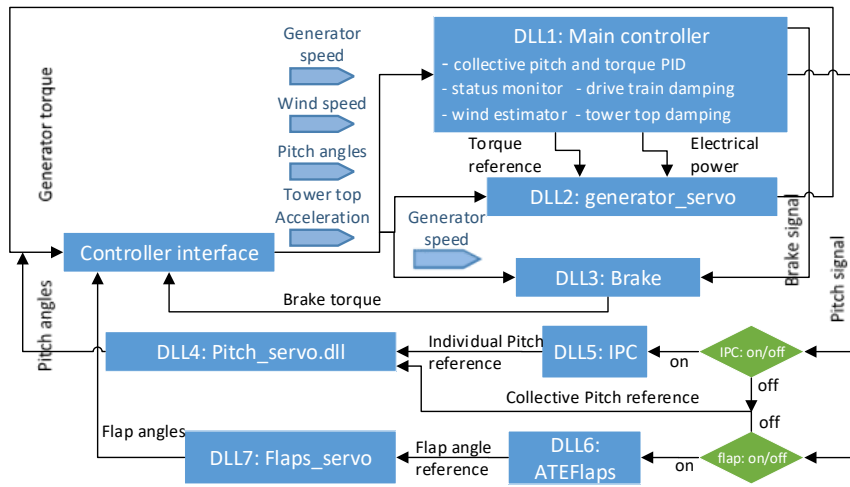 Generator
speed
Wind speed
Pitch angles
Tower top
Acceleration
DLL1: Main controller
- collective pitch and torque PID
- status monitor - drive train damping
- wind estimator - tower top damping
Generator torque
Torque
reference
Electrical
power
DLL2: generator_servo
Generator
speed
Controller interface
DLL3: Brake
Brake signal
Pitch signal
Brake torque
Pitch angles
DLL4: Pitch_servo.dll
Individual Pitch
reference
DLL5: IPC
on
IPC: on/off
off
Collective Pitch reference
off
Flap angles
DLL7: Flaps_servo
Flap angle
reference
DLL6:
ATEFlaps
on
flap: on/off